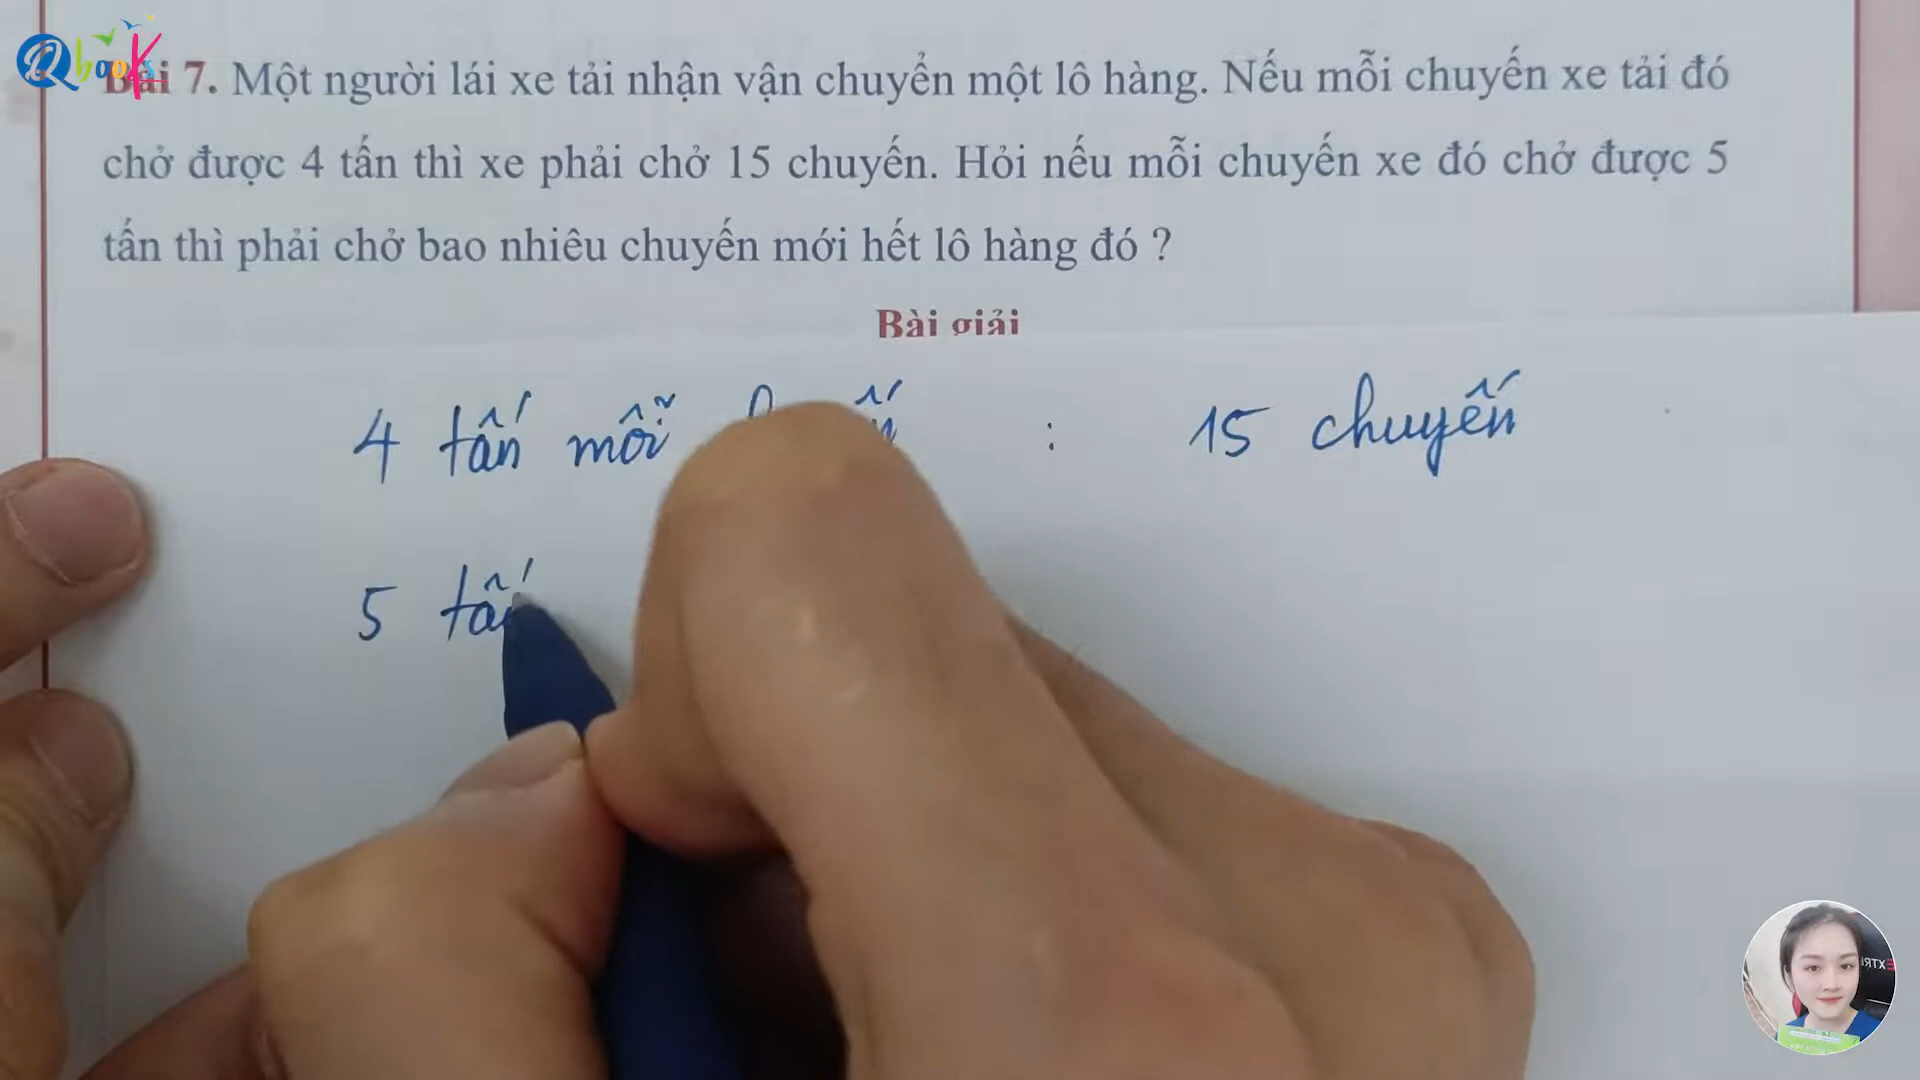 Qbooks
Bài 7. Một người lái xe tải nhận vận chuyển một lô hàng. Nếu mỗi chuyến xe tải đó
chở được 4 tấn thì xe phải chở 15 chuyến. Hỏi nếu mỗi chuyến xe đó chở được 5
tấn thì phải chở bao nhiêu chuyến mới hết lô hàng đó ?
Bài giải
4 tấn mỗi : 15 chuyến
5 tấn